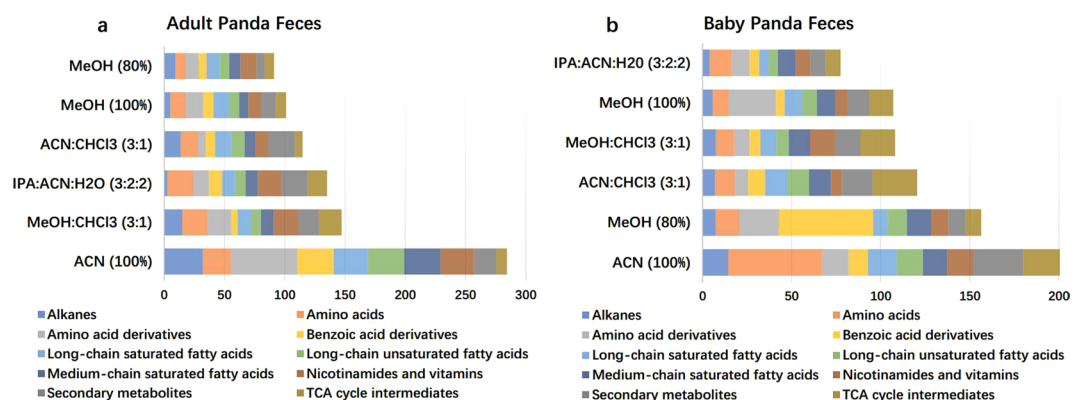 a Adult Panda Feces
MeOH (80%)
MeOH (100%)
ACN:CHCl3 (3:1)
IPA:ACN:H2O (3:2:2)
MeOH:CHCl3 (3:1)
ACN (100%)
0 50 100 150 200 250 300
Alkanes Amino acids
Amino acid derivatives Benzoic acid derivatives
Long-chain saturated fatty acids Long-chain unsaturated fatty acids
Medium-chain saturated fatty acids Nicotinamides and vitamins
Secondary metabolites TCA cycle intermediates
b Baby Panda Feces
IPA:ACN:H20 (3:2:2)
MeOH (100%)
MeOH:CHCl3 (3:1)
ACN:CHCl3 (3:1)
MeOH (80%)
ACN (100%)
0 50 100 150 200
Alkanes Amino acids
Amino acid derivatives Benzoic acid derivatives
Long-chain saturated fatty acids Long-chain unsaturated fatty acids
Medium-chain saturated fatty acids Nicotinamides and vitamins
Secondary metabolites TCA cycle intermediates